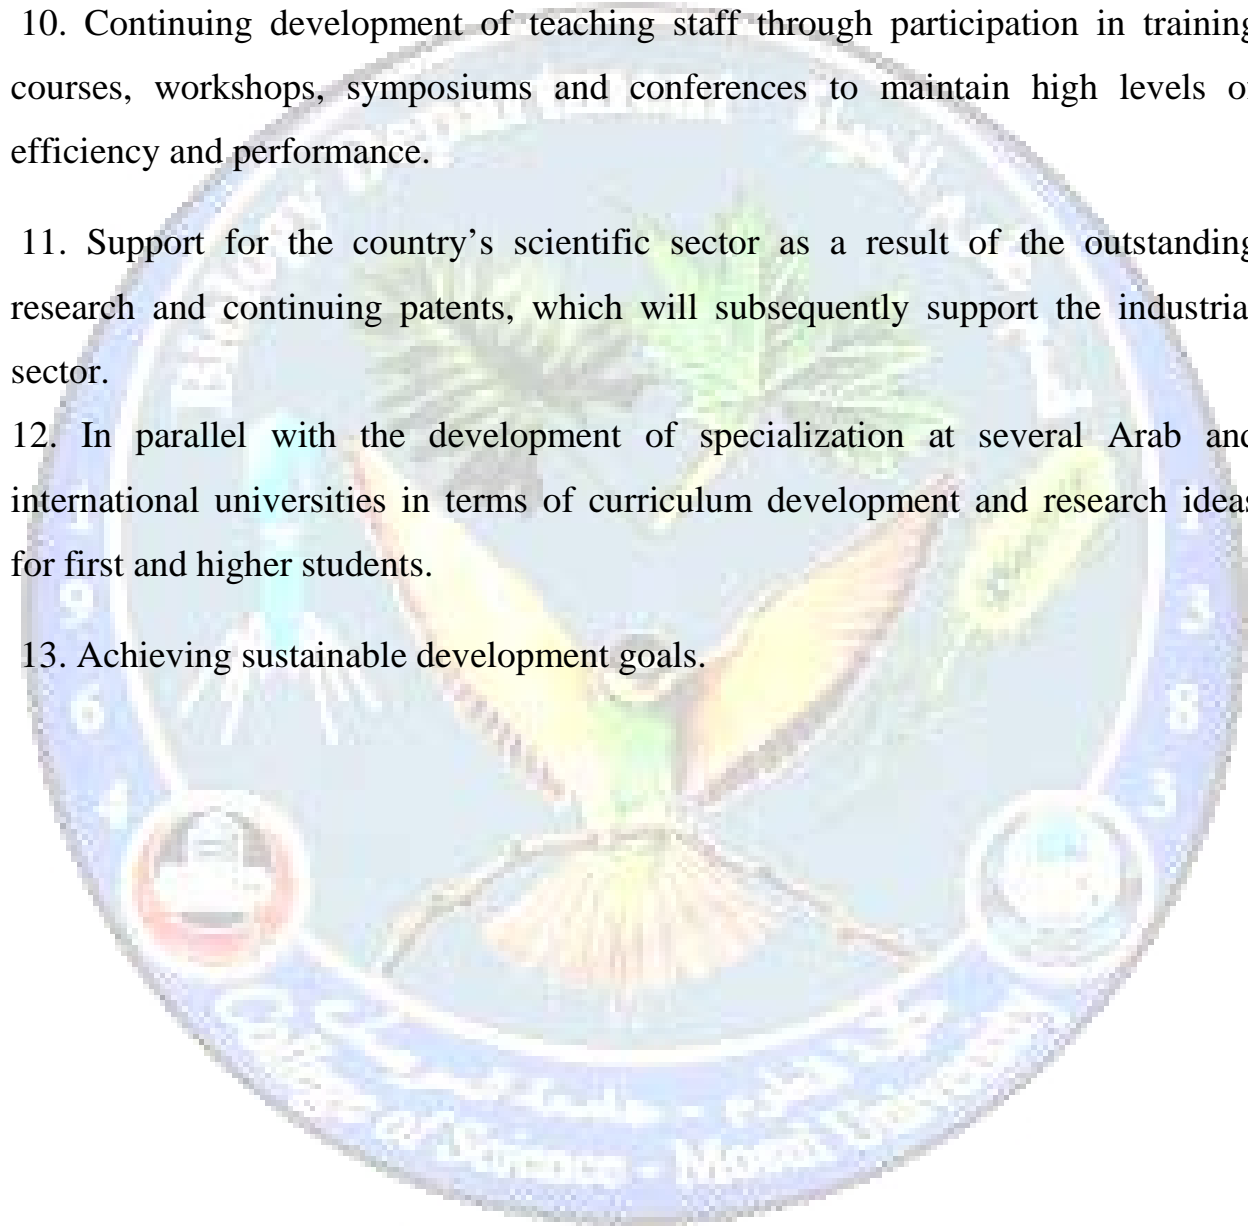 10. Continuing development of teaching staff through participation in training
courses, workshops, symposiums and conferences to maintain high levels of
efficiency and performance.
11. Support for the country’s scientific sector as a result of the outstanding
research and continuing patents, which will subsequently support the industrial
sector.
12. In parallel with the development of specialization at several Arab and
international universities in terms of curriculum development and research ideas
for first and higher students.
13. Achieving sustainable development goals.
Biology Department
1964
1383
College of Science - Mosul University